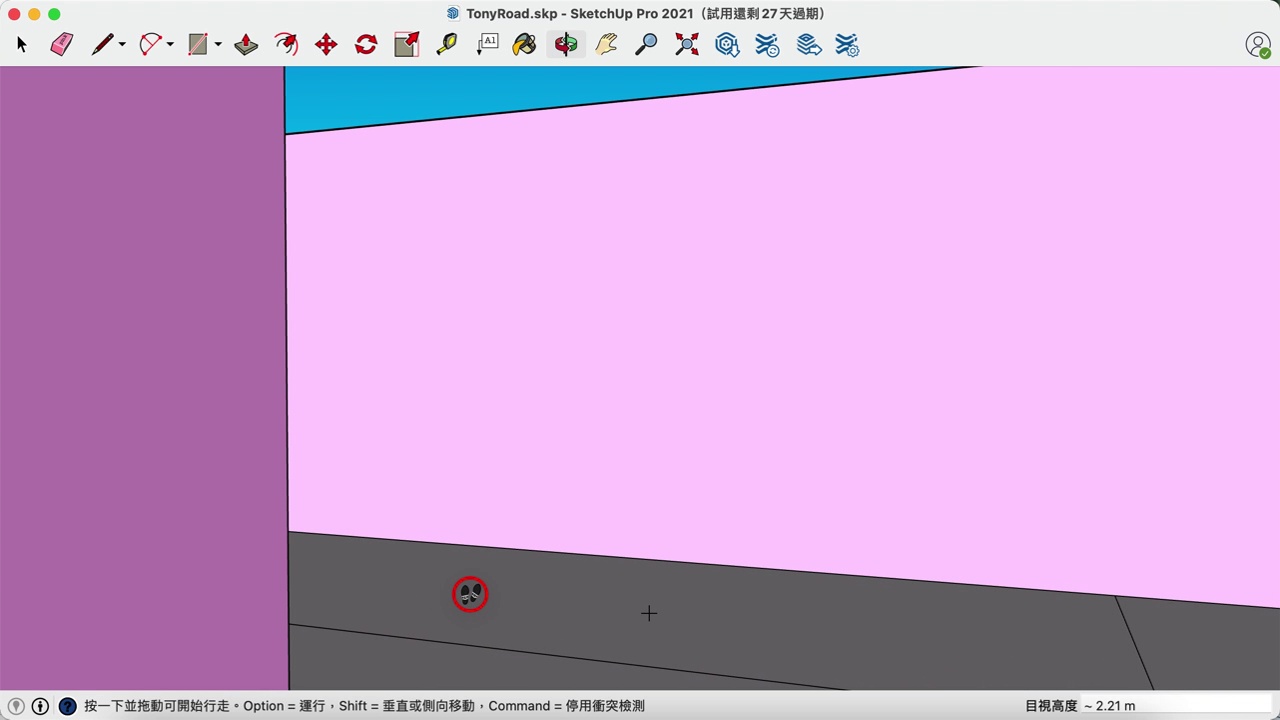 TonyRoad.skp - SketchUp Pro 2021（試用還剩 27 天過期）
A1
按一下並拖動可開始行走。Option = 運行，Shift = 垂直或側向移動，Command = 停用衝突檢測
目視高度 ~ 2.21 m